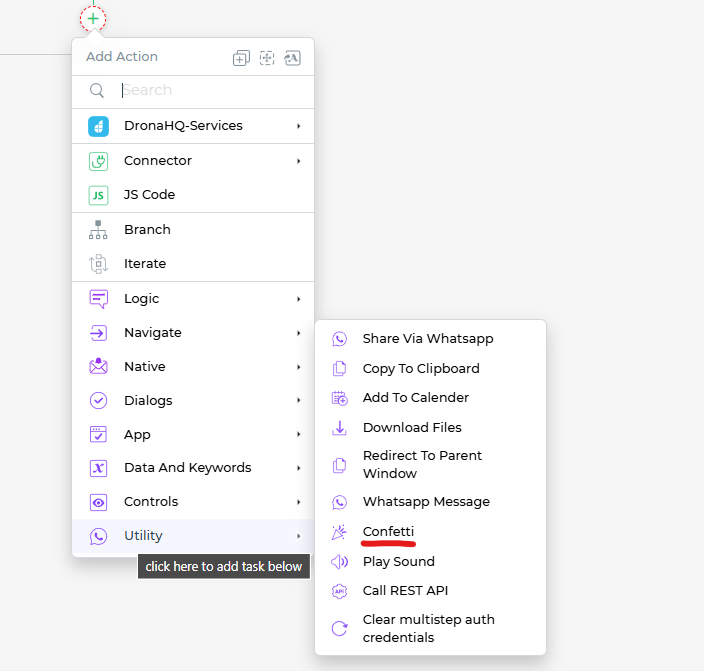 Add Action
Search
DronaHQ-Services
Connector
JS
JS Code
Branch
Iterate
Logic
Navigate
Native
Dialogs
App
Data And Keywords
Controls
Utility
click here to add task below
Share Via Whatsapp
Copy To Clipboard
Add To Calender
Download Files
Redirect To Parent
Window
Whatsapp Message
Confetti
Play Sound
API
Call REST API
Clear multistep auth
credentials